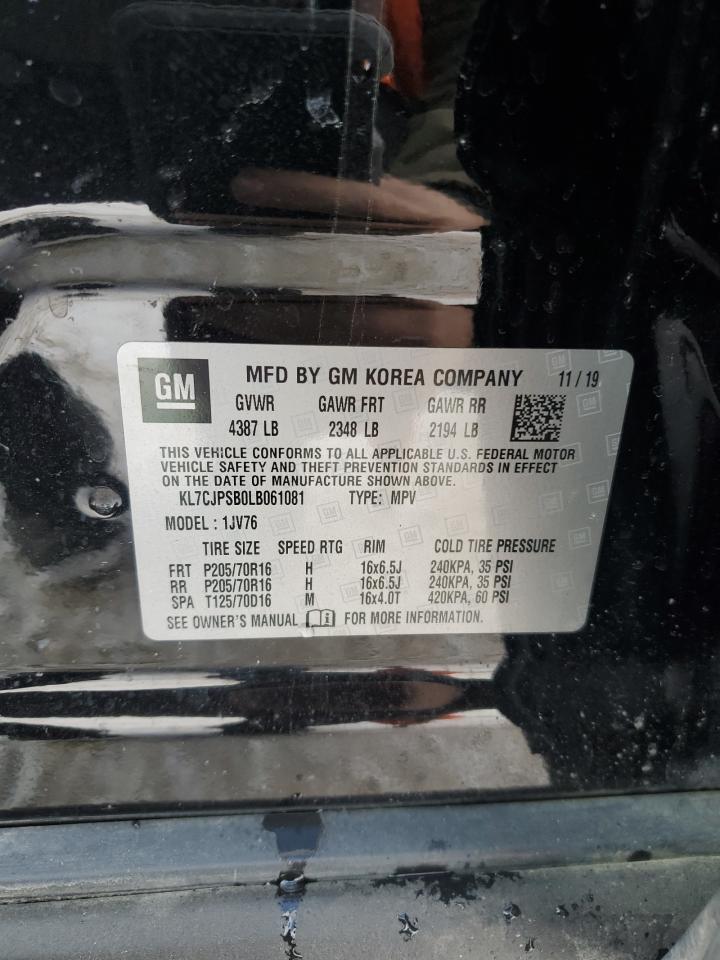 GM MFD BY GM KOREA COMPANY 11 / 19
GVWR GAWR FRT GAWR RR
4387 LB 2348 LB 2194 LB
THIS VEHICLE CONFORMS TO ALL APPLICABLE U.S. FEDERAL MOTOR
VEHICLE SAFETY AND THEFT PREVENTION STANDARDS IN EFFECT
ON THE DATE OF MANUFACTURE SHOWN ABOVE.
KL7CJPSB0LB061081 TYPE: MPV
MODEL : 1JV76
TIRE SIZE SPEED RTG RIM COLD TIRE PRESSURE
FRT P205/70R16 H 16x6.5J 240KPA, 35 PSI
RR P205/70R16 H 16x6.5J 240KPA, 35 PSI
SPA T125/70D16 M 16x4.0T 420KPA, 60 PSI
SEE OWNER'S MANUAL FOR MORE INFORMATION.